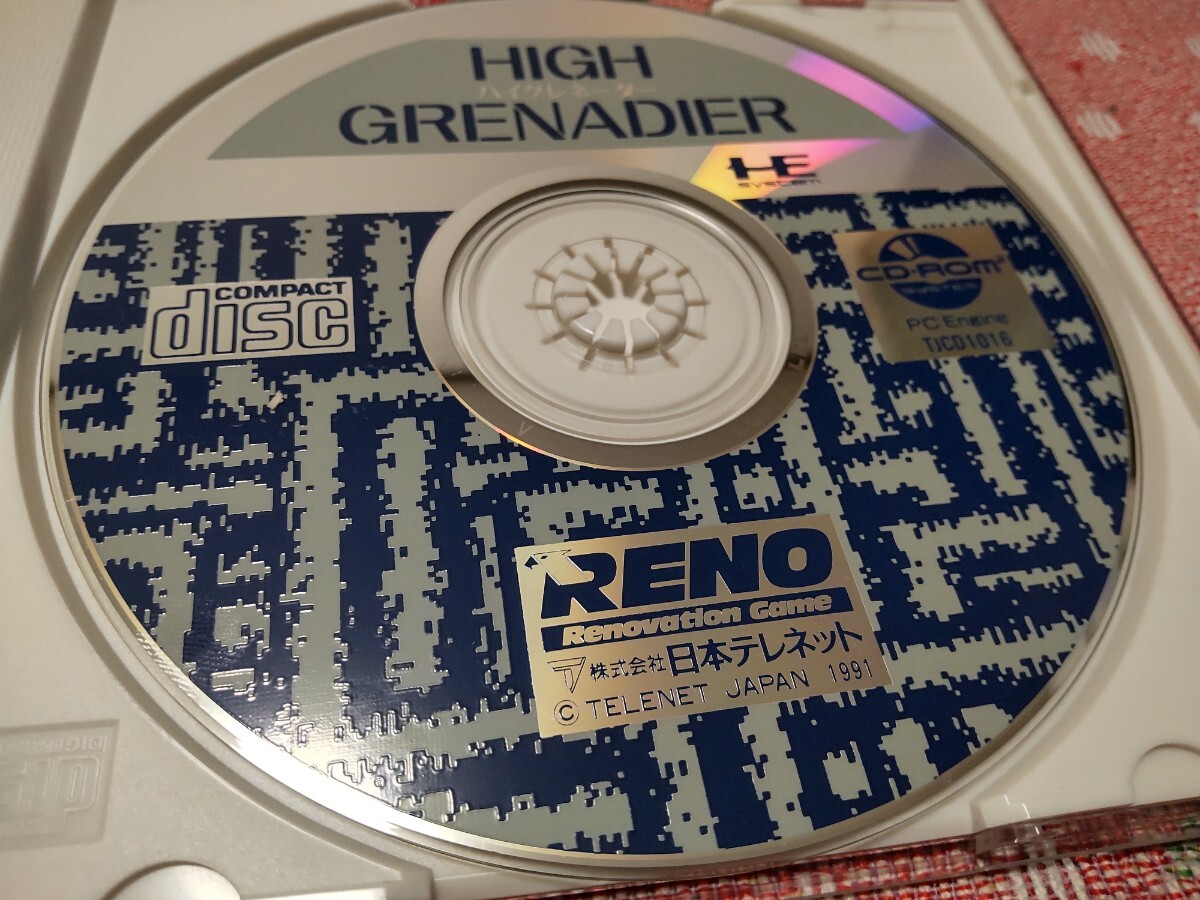 HIGH
ハイグレネーダー
GRENADIER
HE
SYSTEM
COMPACT
disc
CD-ROM²
SYSTEM
PC Engine
TJCD1016
RENO
Renovation Game
株式会社日本テレネット
© TELENET JAPAN 1991